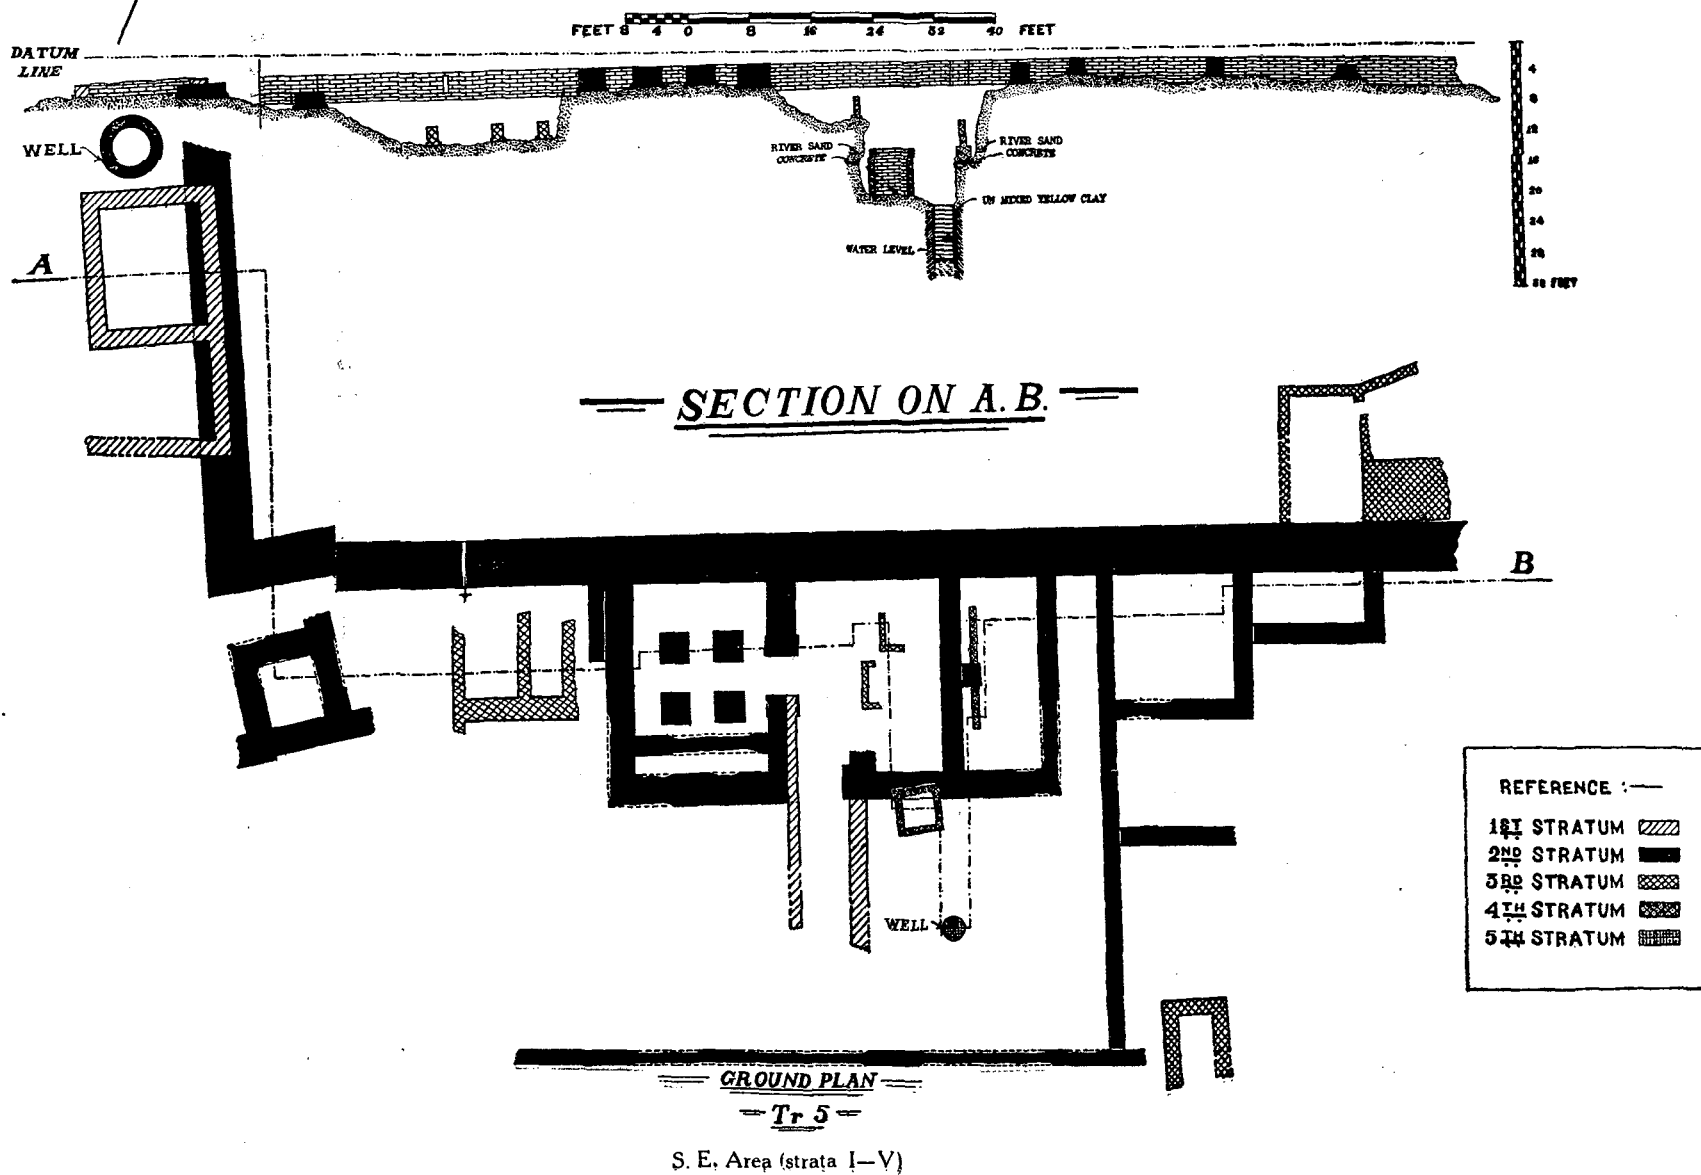 FEET 8 4 0 8 16 24 32 40 FEET
DATUM
LINE
4
8
12
16
20
24
28
32 FEET
WELL
RIVER SAND
CONCRETE
RIVER SAND
CONCRETE
UN MIXED YELLOW CLAY
WATER LEVEL
A
SECTION ON A.B.
B
REFERENCE :—
1ST STRATUM
2ND STRATUM
3RD STRATUM
4TH STRATUM
5TH STRATUM
WELL
GROUND PLAN
Tr 5
S. E. Area (strata I—V)